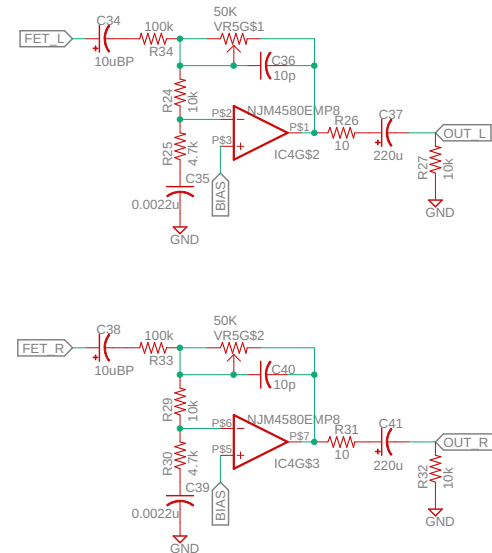 C34
50K
FET_L
100k
VR5G$1
R34
10uBP
C36
10p
R24
10k
NJM4580EMP8
P$2
P$1
R26
C37
OUT_L
P$3
R25
4.7k
10
220u
IC4G$2
R27
10k
C35
BIAS
0.0022u
GND
GND
C38
50K
FET_R
100k
VR5G$2
R33
10uBP
C40
10p
R29
10k
NJM4580EMP8
P$6
P$7
R31
C41
OUT_R
P$5
R30
4.7k
10
220u
IC4G$3
R32
10k
C39
BIAS
0.0022u
GND
GND